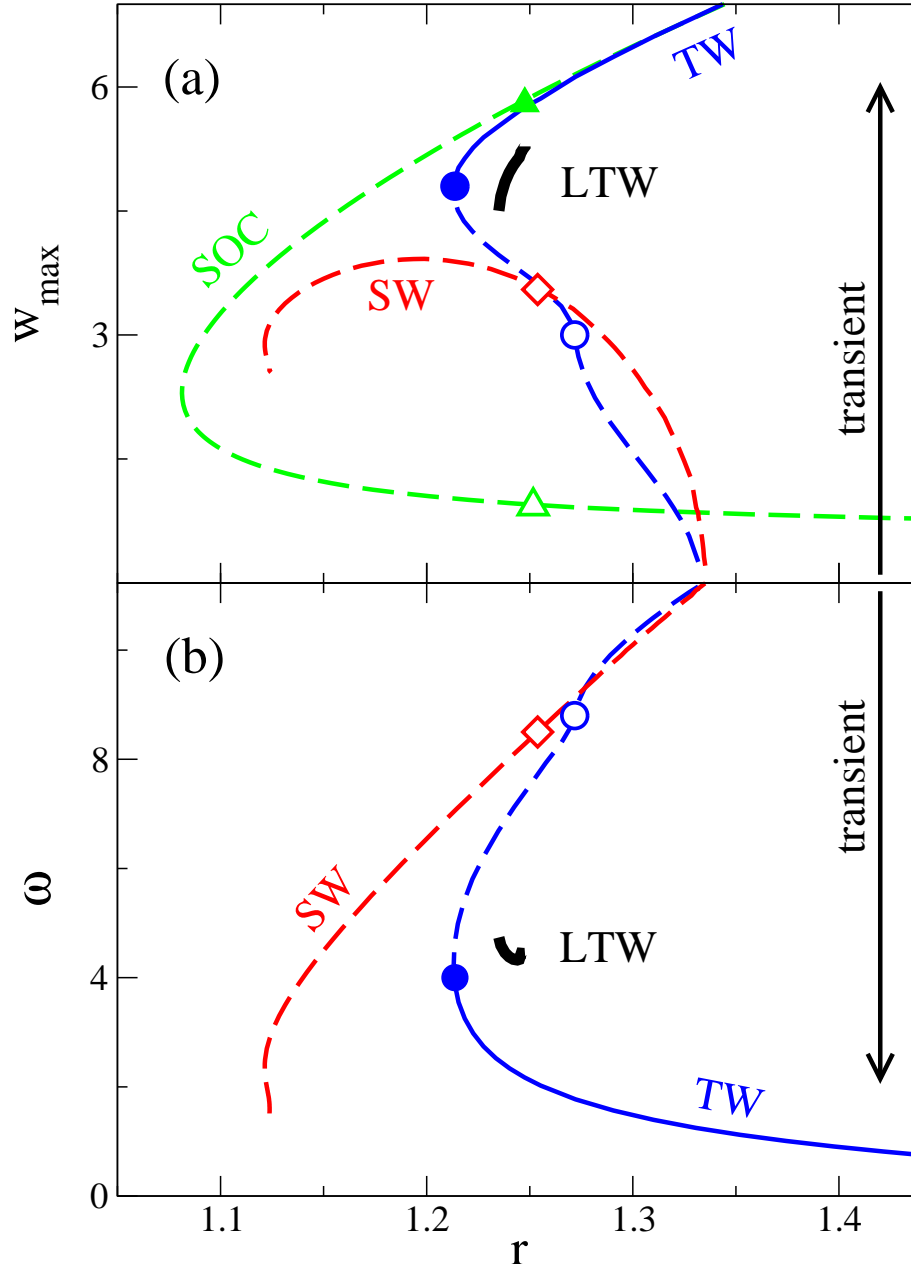 (a)
TW
6
LTW
SOC
SW
w_max
3
transient
(b)
8
transient
LTW
SW
ω
4
TW
0
1.1
1.2
1.3
1.4
r